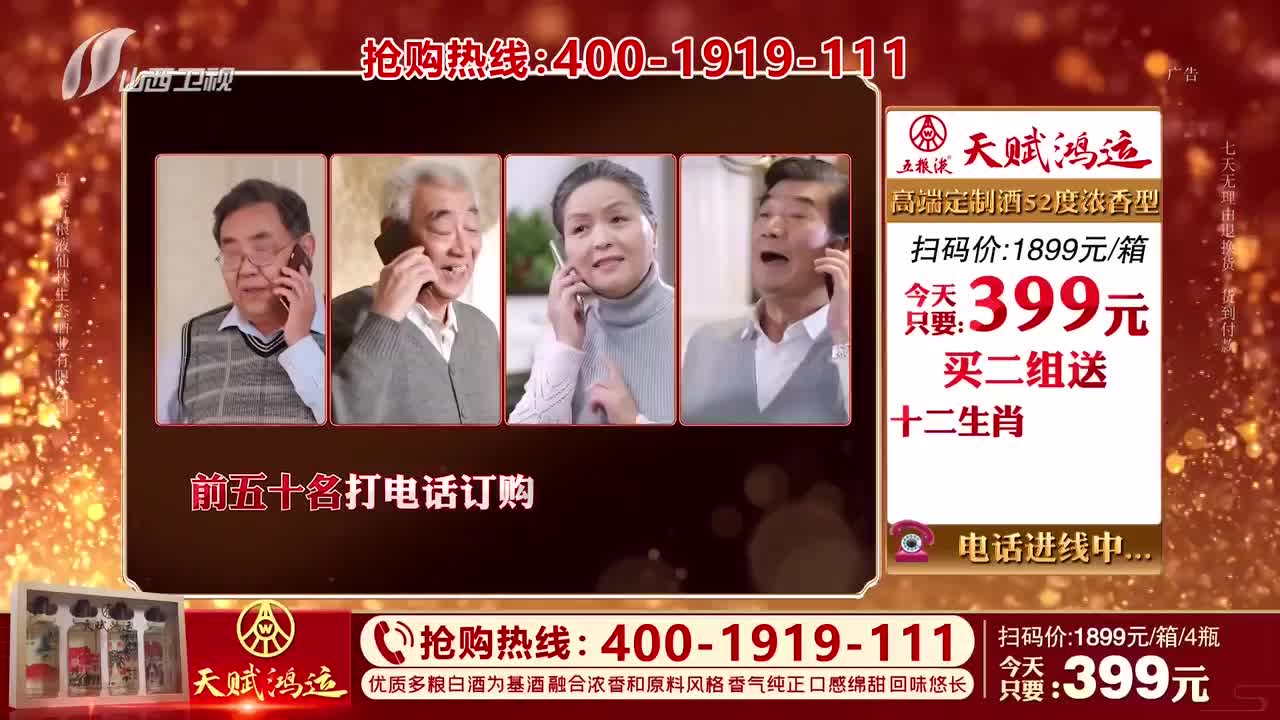 山西卫视
抢购热线:400-1919-111
广告
五粮液
天赋鸿运
高端定制酒52度浓香型
扫码价:1899元/箱
今天只要:399元
买二组送
十二生肖
电话进线中...
七天无理由退换货 货到付款
前五十名打电话订购
天赋鸿运
天赋鸿运
抢购热线:400-1919-111
优质多粮白酒为基酒 融合浓香和原料风格 香气纯正 口感绵甜 回味悠长
扫码价:1899元/箱/4瓶
今天只要:399元